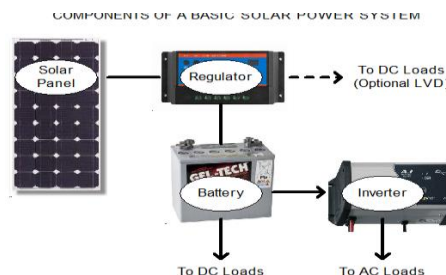 COMPONENTS OF A BASIC SOLAR POWER SYSTEM
Solar
Panel
Regulator
To DC Loads
(Optional LVD)
GEL-TECH
Battery
Inverter
To DC Loads
To AC Loads